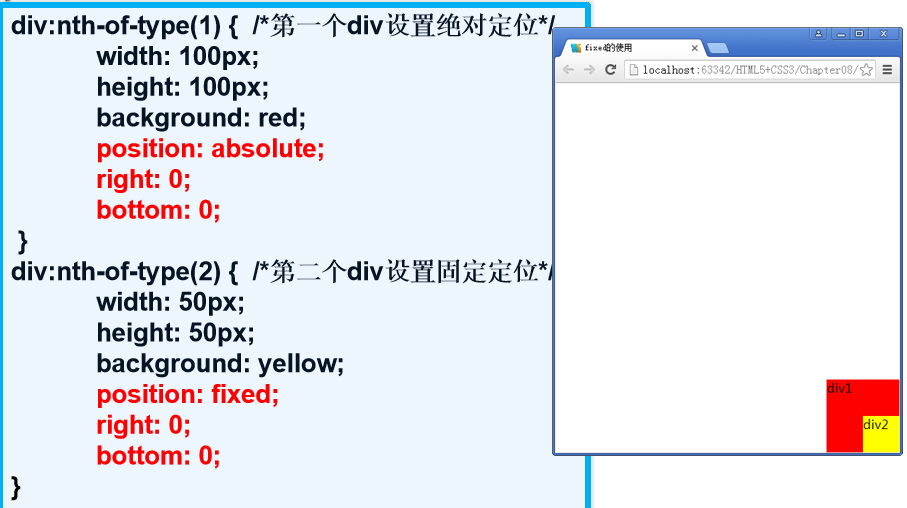 div:nth-of-type(1) {  /*第一个div设置绝对定位*/
width: 100px;
height: 100px;
background: red;
position: absolute;
right: 0;
bottom: 0;
}
div:nth-of-type(2) {  /*第二个div设置固定定位*/
width: 50px;
height: 50px;
background: yellow;
position: fixed;
right: 0;
bottom: 0;
}
fixed的使用
localhost:63342/HTML5+CSS3/Chapter08/
div1
div2